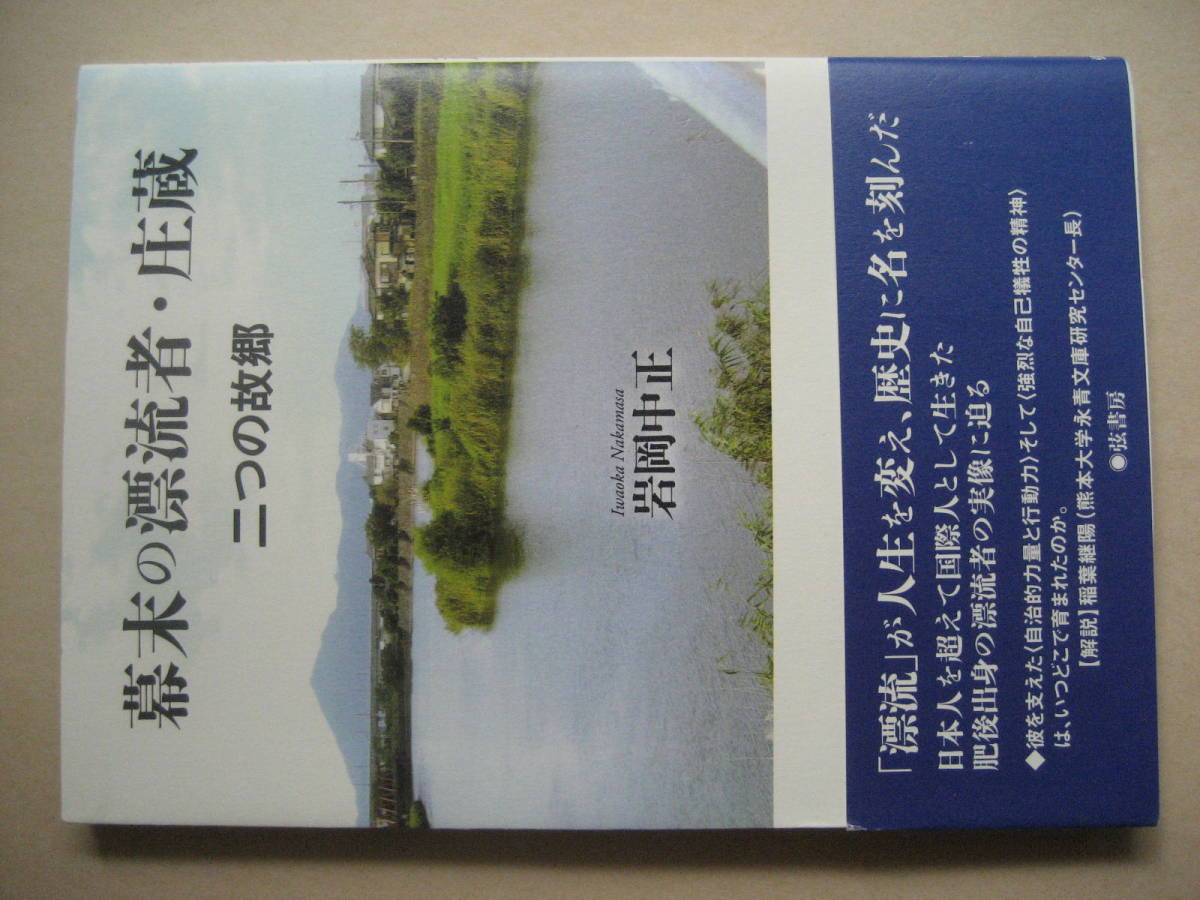 幕末の漂流者・庄蔵
二つの故郷
Iwaoka Nakamasa
岩岡中正
「漂流」が人生を変え、歴史に名を刻んだ
日本人を超えて国際人として生きた
肥後出身の漂流者の実像に迫る
◆彼を支えた〈自治的力量と行動力〉そして〈強烈な自己犠牲の精神〉
は、いつどこで育まれたのか。
【解説】稲葉継陽（熊本大学永青文庫研究センター長）
◉弦書房